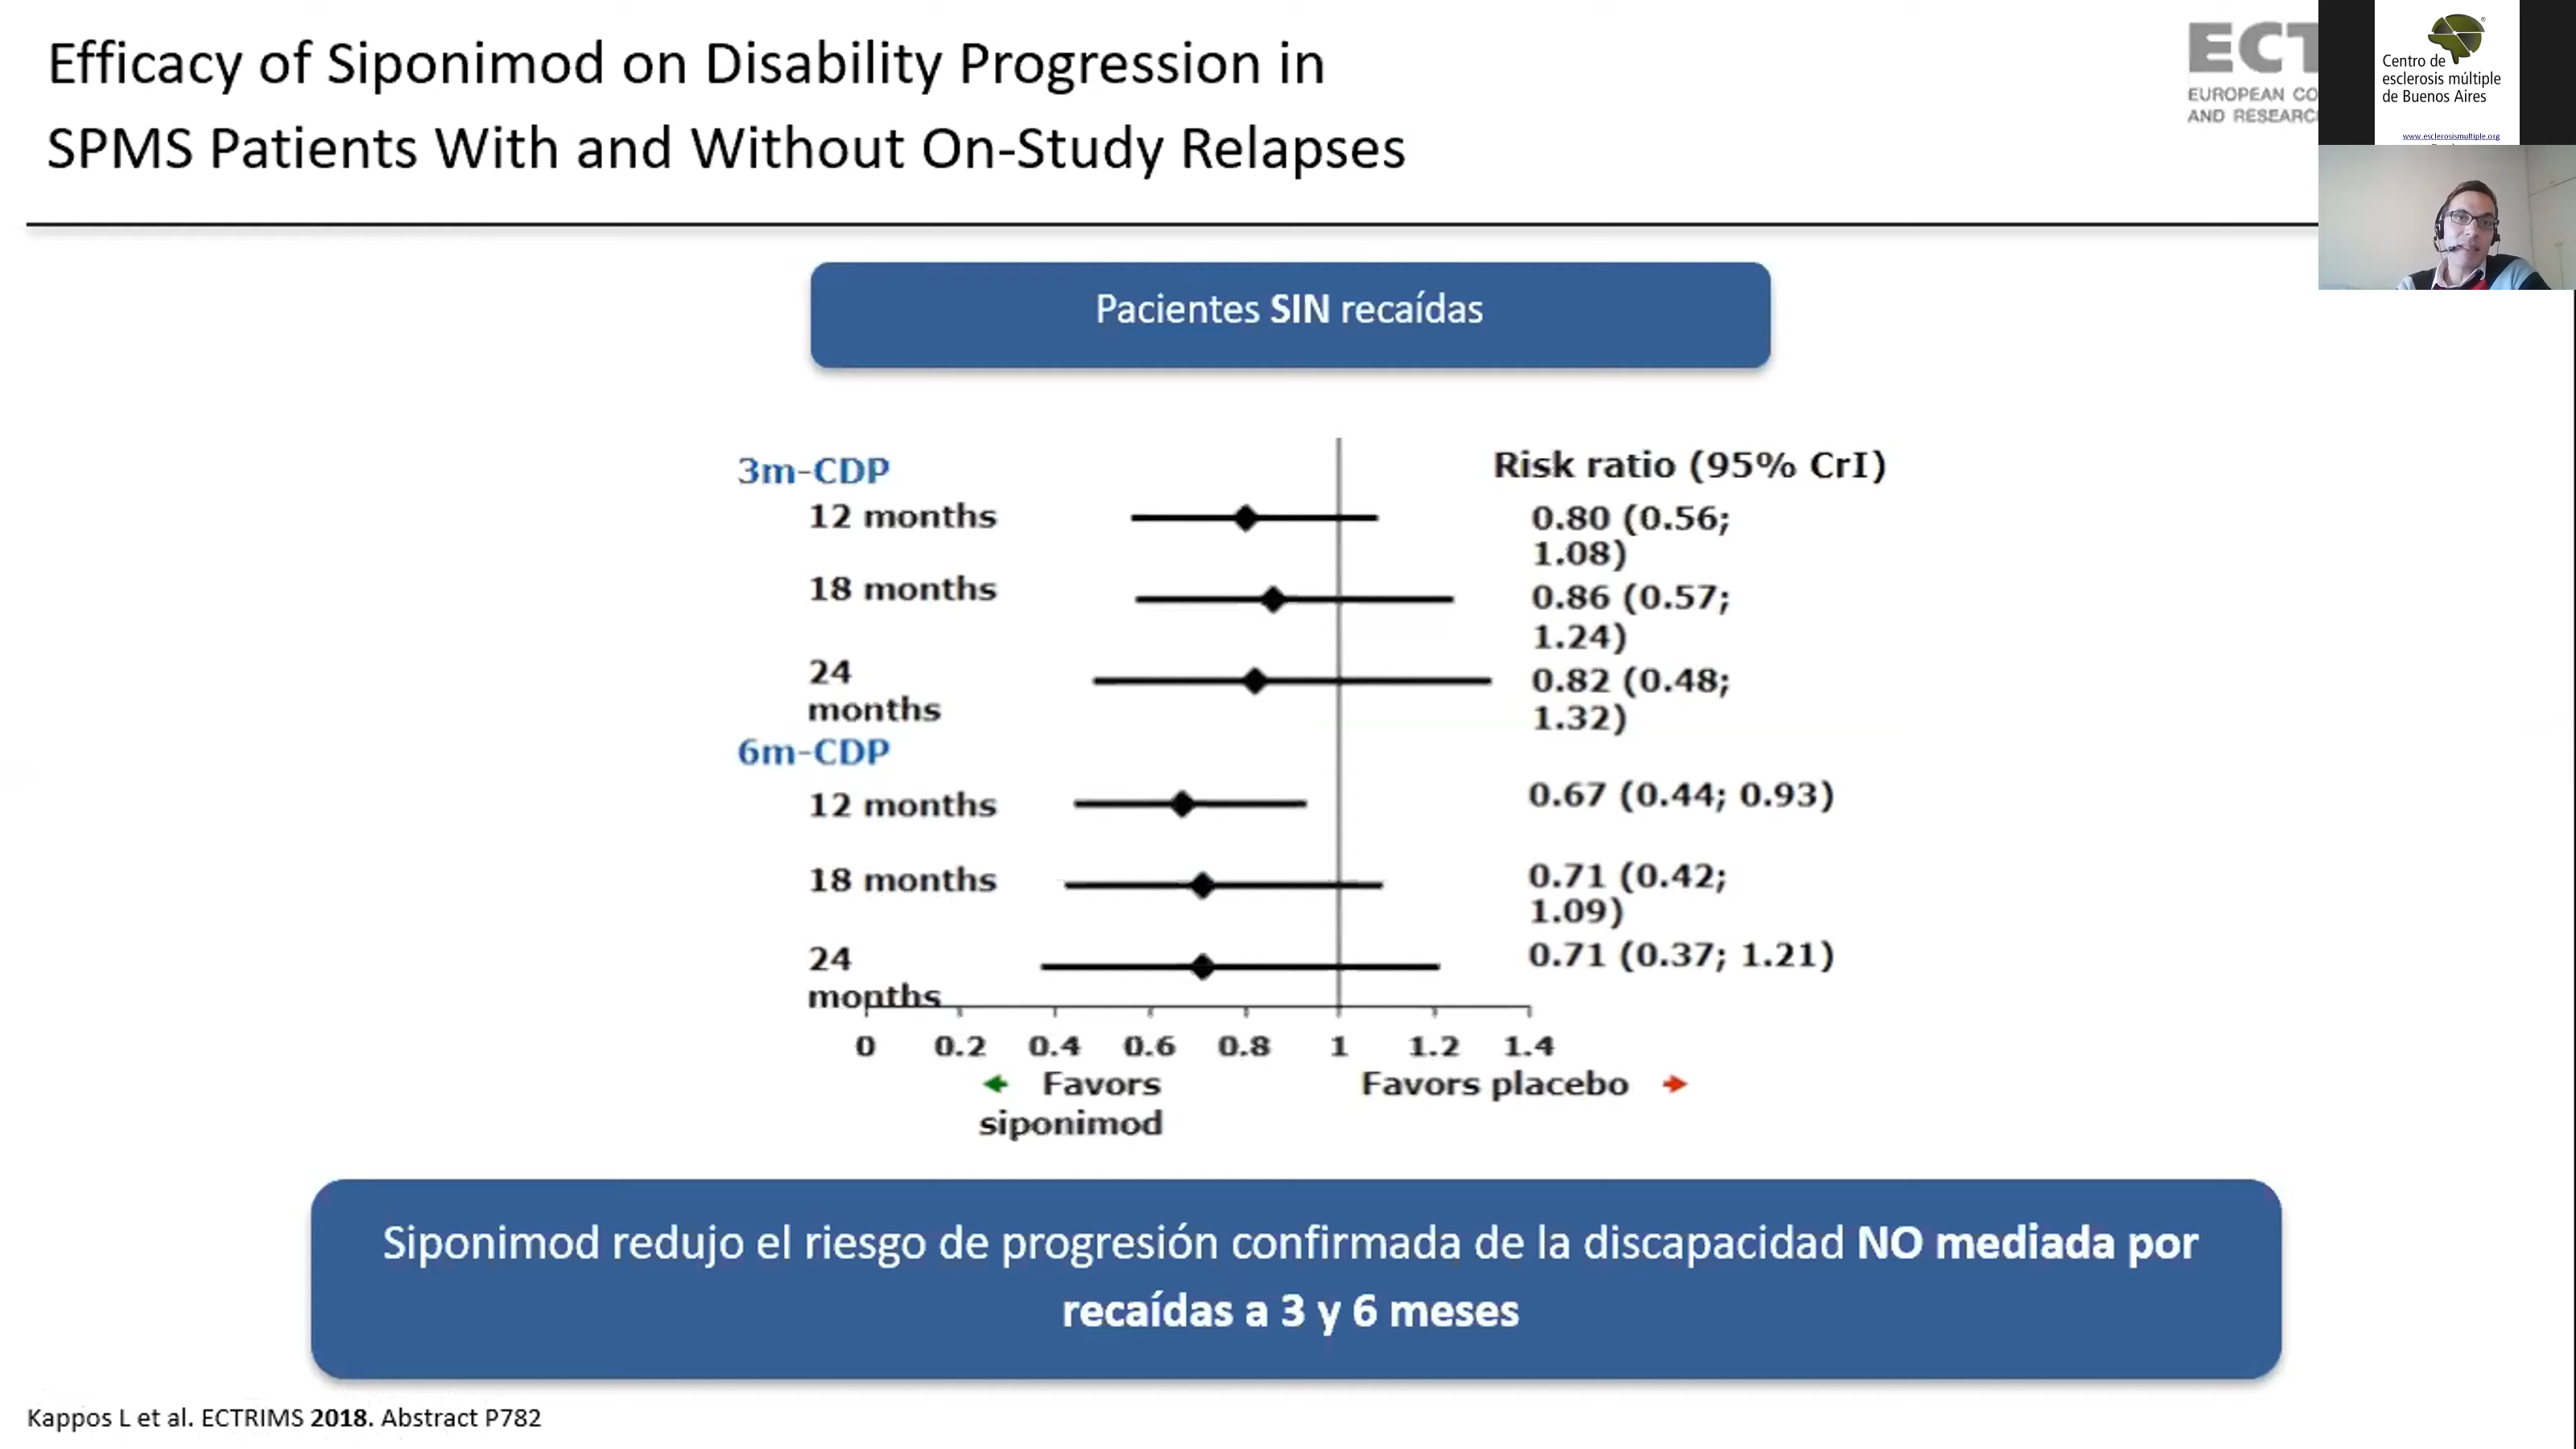 Efficacy of Siponimod on Disability Progression in
SPMS Patients With and Without On-Study Relapses
ECT
EUROPEAN CO
AND RESEARC
Centro de
esclerosis múltiple
de Buenos Aires
www.esclerosismultiple.org
Pacientes SIN recaídas
Risk ratio (95% CrI)
3m-CDP
12 months
0.80 (0.56;
1.08)
18 months
0.86 (0.57;
1.24)
24
months
0.82 (0.48;
1.32)
6m-CDP
12 months
0.67 (0.44; 0.93)
18 months
0.71 (0.42;
1.09)
24
months
0.71 (0.37; 1.21)
0 0.2 0.4 0.6 0.8 1 1.2 1.4
Favors
siponimod
Favors placebo
Siponimod redujo el riesgo de progresión confirmada de la discapacidad NO mediada por
recaídas a 3 y 6 meses
Kappos L et al. ECTRIMS 2018. Abstract P782